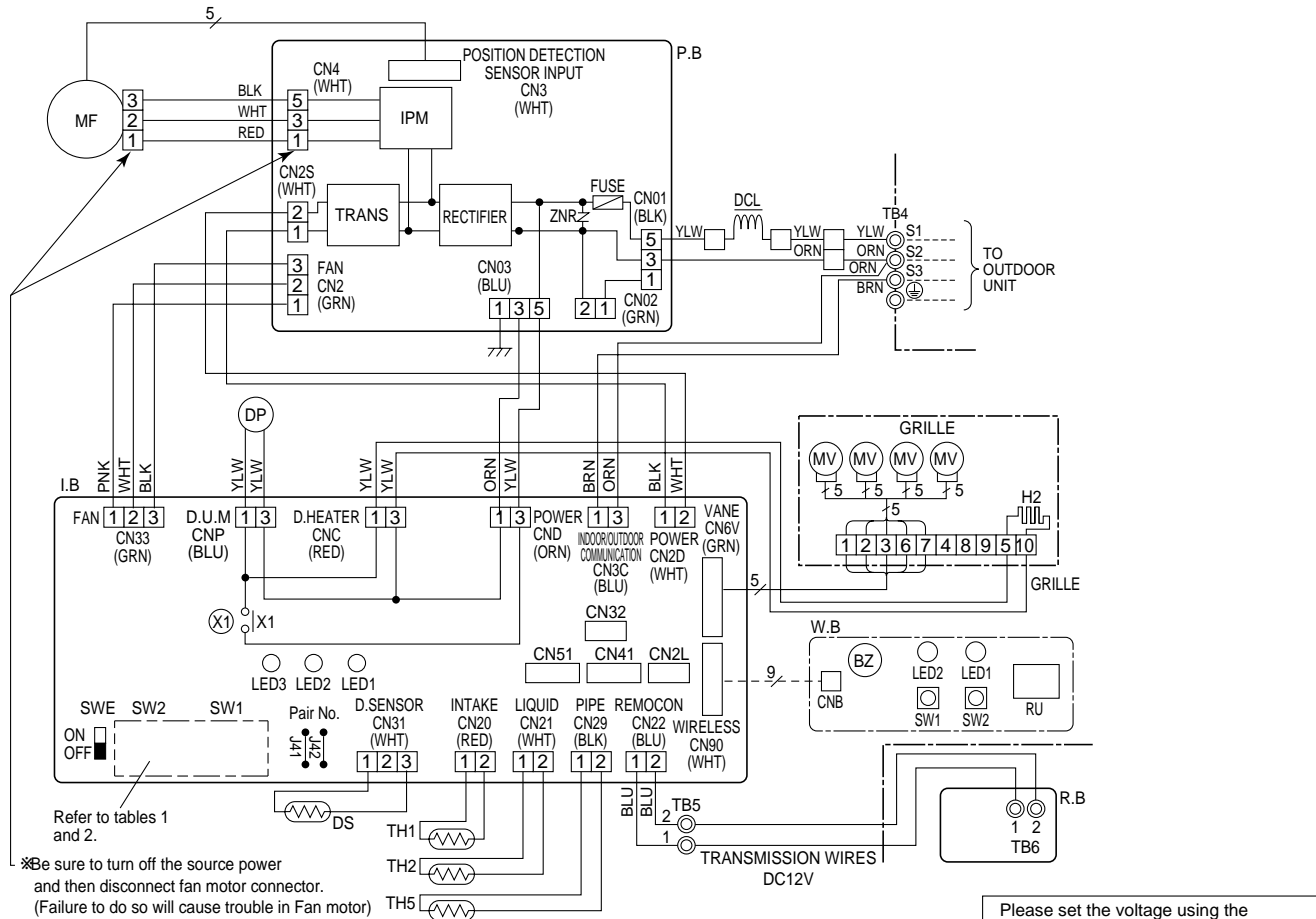 5
P.B
POSITION DETECTION
SENSOR INPUT
CN3
(WHT)
CN4
(WHT)
MF
3
2
1
BLK
WHT
RED
5
3
1
IPM
CN2S
(WHT)
2
1
TRANS
RECTIFIER
FUSE
ZNR
CN01
(BLK)
5
3
1
YLW
DCL
YLW
ORN
YLW
ORN
ORN
BRN
TB4
S1
S2
S3
TO
OUTDOOR
UNIT
3
2
1
FAN
CN2
(GRN)
CN03
(BLU)
1 3 5
2 1
CN02
(GRN)
DP
PNK
WHT
BLK
YLW
YLW
YLW
YLW
ORN
YLW
BRN
ORN
BLK
WHT
GRILLE
MV MV MV MV
5 5 5 5
5
H2
1 2 3 6 7 4 8 9 5 10
GRILLE
I.B
FAN 1 2 3
CN33
(GRN)
D.U.M 1 3
CNP
(BLU)
D.HEATER 1 3
CNC
(RED)
1 3 POWER
CND
(ORN)
1 3
INDOOR/OUTDOOR
COMMUNICATION
CN3C
(BLU)
1 2
POWER
CN2D
(WHT)
VANE
CN6V
(GRN)
5
X1 X1
CN32
CN51 CN41 CN2L
LED3 LED2 LED1
W.B
BZ
LED2 LED1
CNB
SW1 SW2
RU
9
SWE SW2 SW1
ON
OFF
Pair No.
J41
J42
D.SENSOR
CN31
(WHT)
1 2 3
INTAKE
CN20
(RED)
1 2
LIQUID
CN21
(WHT)
1 2
PIPE
CN29
(BLK)
1 2
REMOCON
CN22
(BLU)
1 2
WIRELESS
CN90
(WHT)
Refer to tables 1
and 2.
DS
TH1
TH2
TH5
BLU
BLU
TB5
2
1
TRANSMISSION WIRES
DC12V
R.B
1 2
TB6
※Be sure to turn off the source power
and then disconnect fan motor connector.
(Failure to do so will cause trouble in Fan motor)
Please set the voltage using the